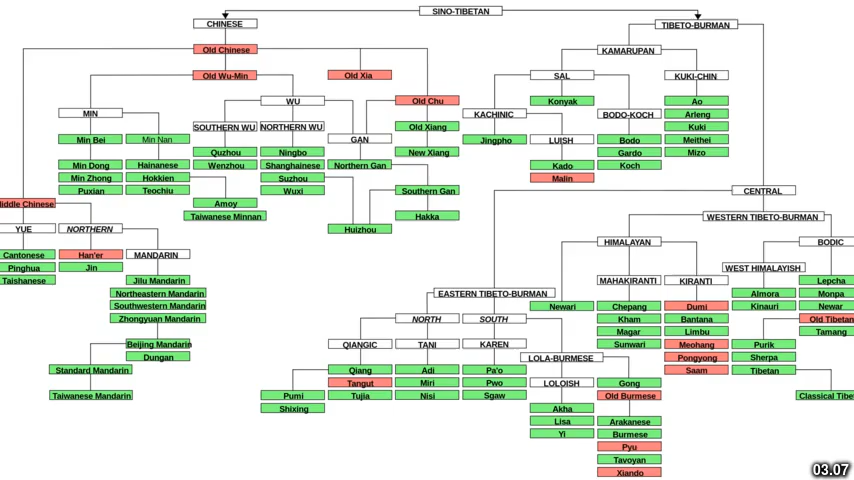 SINO-TIBETAN
CHINESE
TIBETO-BURMAN
Old Chinese
KAMARUPAN
Old Wu-Min
Old Xia
SAL
KUKI-CHIN
WU
Old Chu
Konyak
Ao
MIN
KACHINIC
BODO-KOCH
Arleng
SOUTHERN WU
NORTHERN WU
Old Xiang
Kuki
Min Bei
Min Nan
GAN
Jingpho
LUISH
Bodo
Meithei
Quzhou
Ningbo
New Xiang
Gardo
Mizo
Min Dong
Hainanese
Wenzhou
Shanghainese
Northern Gan
Kado
Koch
Min Zhong
Hokkien
Suzhou
Malin
Puxian
Teochiu
Wuxi
Southern Gan
CENTRAL
Middle Chinese
Amoy
Taiwanese Minnan
Hakka
WESTERN TIBETO-BURMAN
YUE
NORTHERN
Huizhou
HIMALAYAN
BODIC
Cantonese
Han'er
MANDARIN
Pinghua
Jin
WEST HIMALAYISH
Taishanese
Jilu Mandarin
MAHAKIRANTI
KIRANTI
Lepcha
Northeastern Mandarin
EASTERN TIBETO-BURMAN
Almora
Monpa
Southwestern Mandarin
Newari
Chepang
Dumi
Kinauri
Newar
Zhongyuan Mandarin
NORTH
SOUTH
Kham
Bantana
Old Tibetan
Magar
Limbu
Tamang
Beijing Mandarin
QIANGIC
TANI
KAREN
Sunwari
Meohang
Purik
Dungan
LOLA-BURMESE
Pongyong
Sherpa
Standard Mandarin
Qiang
Adi
Pa'o
Saam
Tibetan
Tangut
Miri
Pwo
LOLOISH
Gong
Taiwanese Mandarin
Pumi
Tujia
Nisi
Sgaw
Old Burmese
Classical Tibe
Shixing
Akha
Lisa
Arakanese
Yi
Burmese
Pyu
Tavoyan
Xiando
03.07